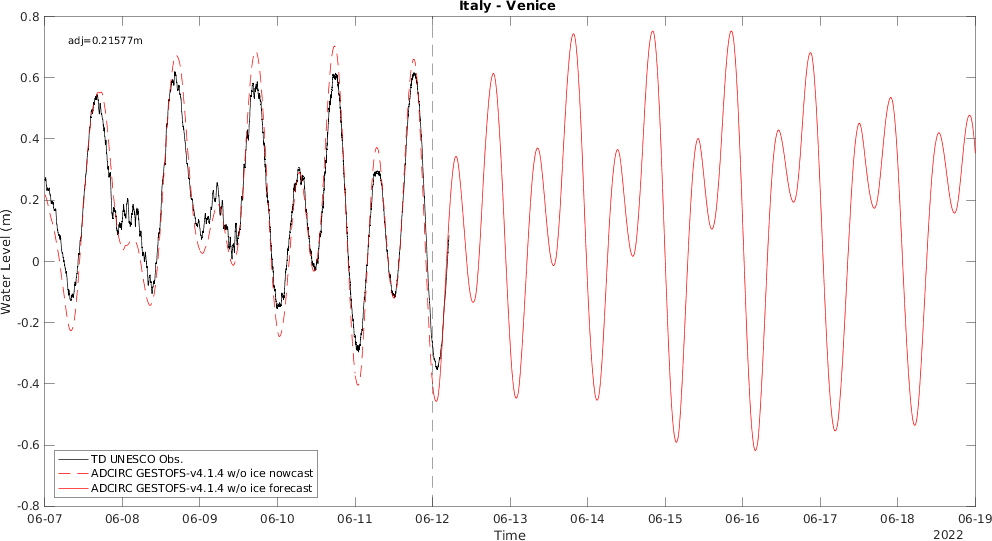 Italy - Venice
adj=0.21577m
Water Level (m)
0.8
0.6
0.4
0.2
0
-0.2
-0.4
-0.6
-0.8
TD UNESCO Obs.
ADCIRC GESTOFS-v4.1.4 w/o ice nowcast
ADCIRC GESTOFS-v4.1.4 w/o ice forecast
06-07 06-08 06-09 06-10 06-11 06-12 06-13 06-14 06-15 06-16 06-17 06-18 06-19
Time
2022